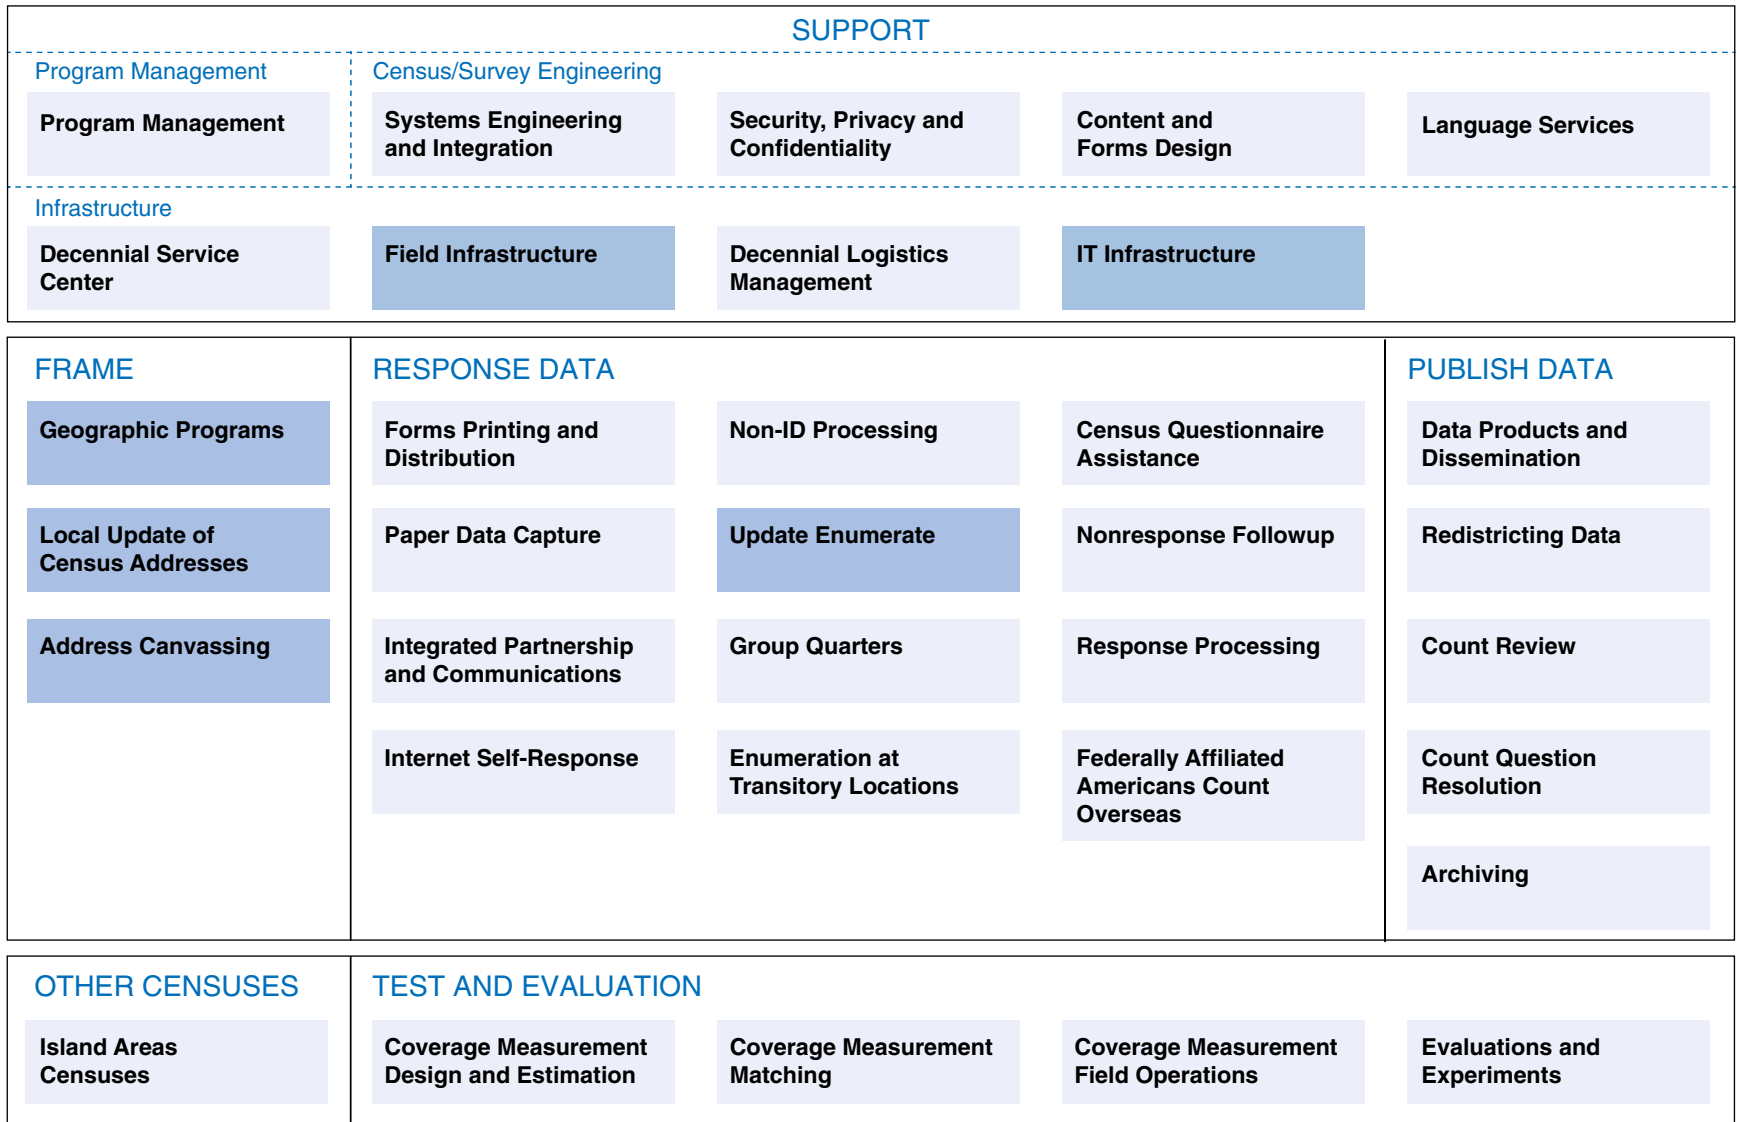 SUPPORT
Program Management
Census/Survey Engineering
Program Management
Systems Engineering
and Integration
Security, Privacy and
Confidentiality
Content and
Forms Design
Language Services
Infrastructure
Decennial Service
Center
Field Infrastructure
Decennial Logistics
Management
IT Infrastructure
FRAME
Geographic Programs
Local Update of
Census Addresses
Address Canvassing
RESPONSE DATA
Forms Printing and
Distribution
Non-ID Processing
Census Questionnaire
Assistance
Paper Data Capture
Update Enumerate
Nonresponse Followup
Integrated Partnership
and Communications
Group Quarters
Response Processing
Internet Self-Response
Enumeration at
Transitory Locations
Federally Affiliated
Americans Count
Overseas
PUBLISH DATA
Data Products and
Dissemination
Redistricting Data
Count Review
Count Question
Resolution
Archiving
OTHER CENSUSES
Island Areas
Censuses
TEST AND EVALUATION
Coverage Measurement
Design and Estimation
Coverage Measurement
Matching
Coverage Measurement
Field Operations
Evaluations and
Experiments